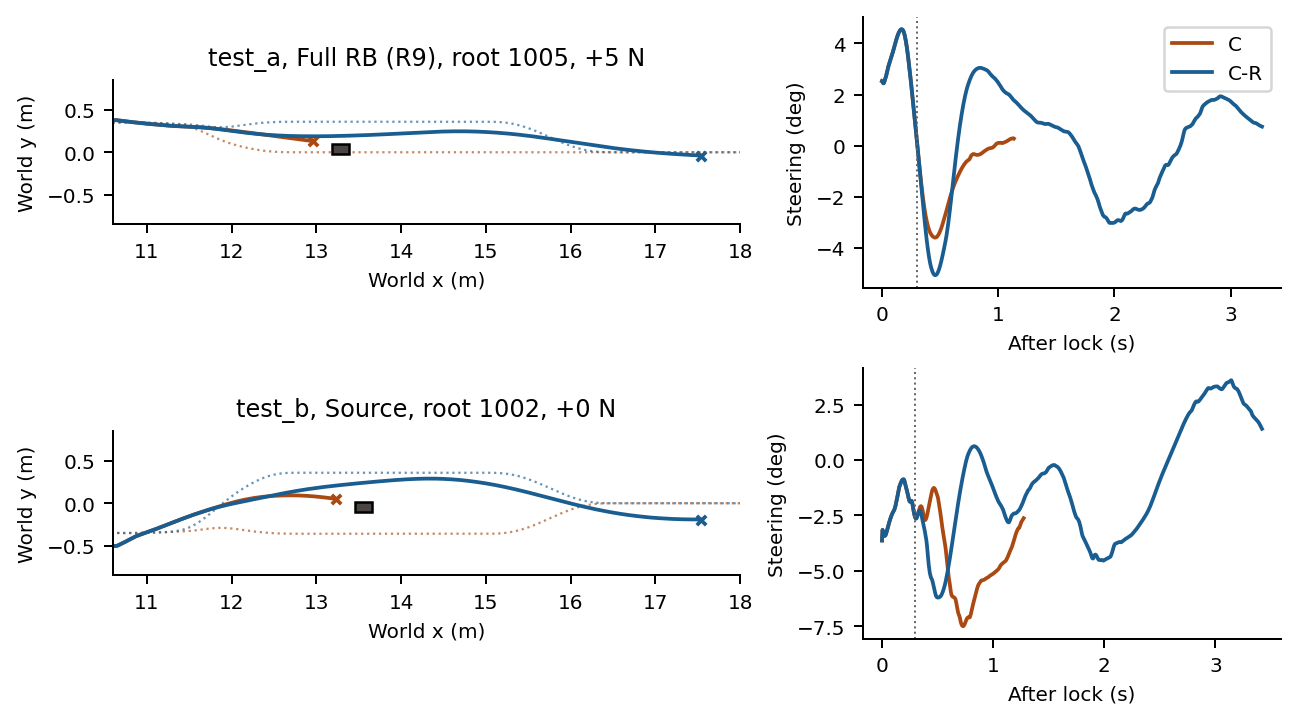 test_a, Full RB (R9), root 1005, +5 N
World y (m)
0.5
0.0
−0.5
11 12 13 14 15 16 17 18
World x (m)
Steering (deg)
4
2
0
−2
−4
C
C-R
0 1 2 3
After lock (s)
test_b, Source, root 1002, +0 N
World y (m)
0.5
0.0
−0.5
11 12 13 14 15 16 17 18
World x (m)
Steering (deg)
2.5
0.0
−2.5
−5.0
−7.5
0 1 2 3
After lock (s)